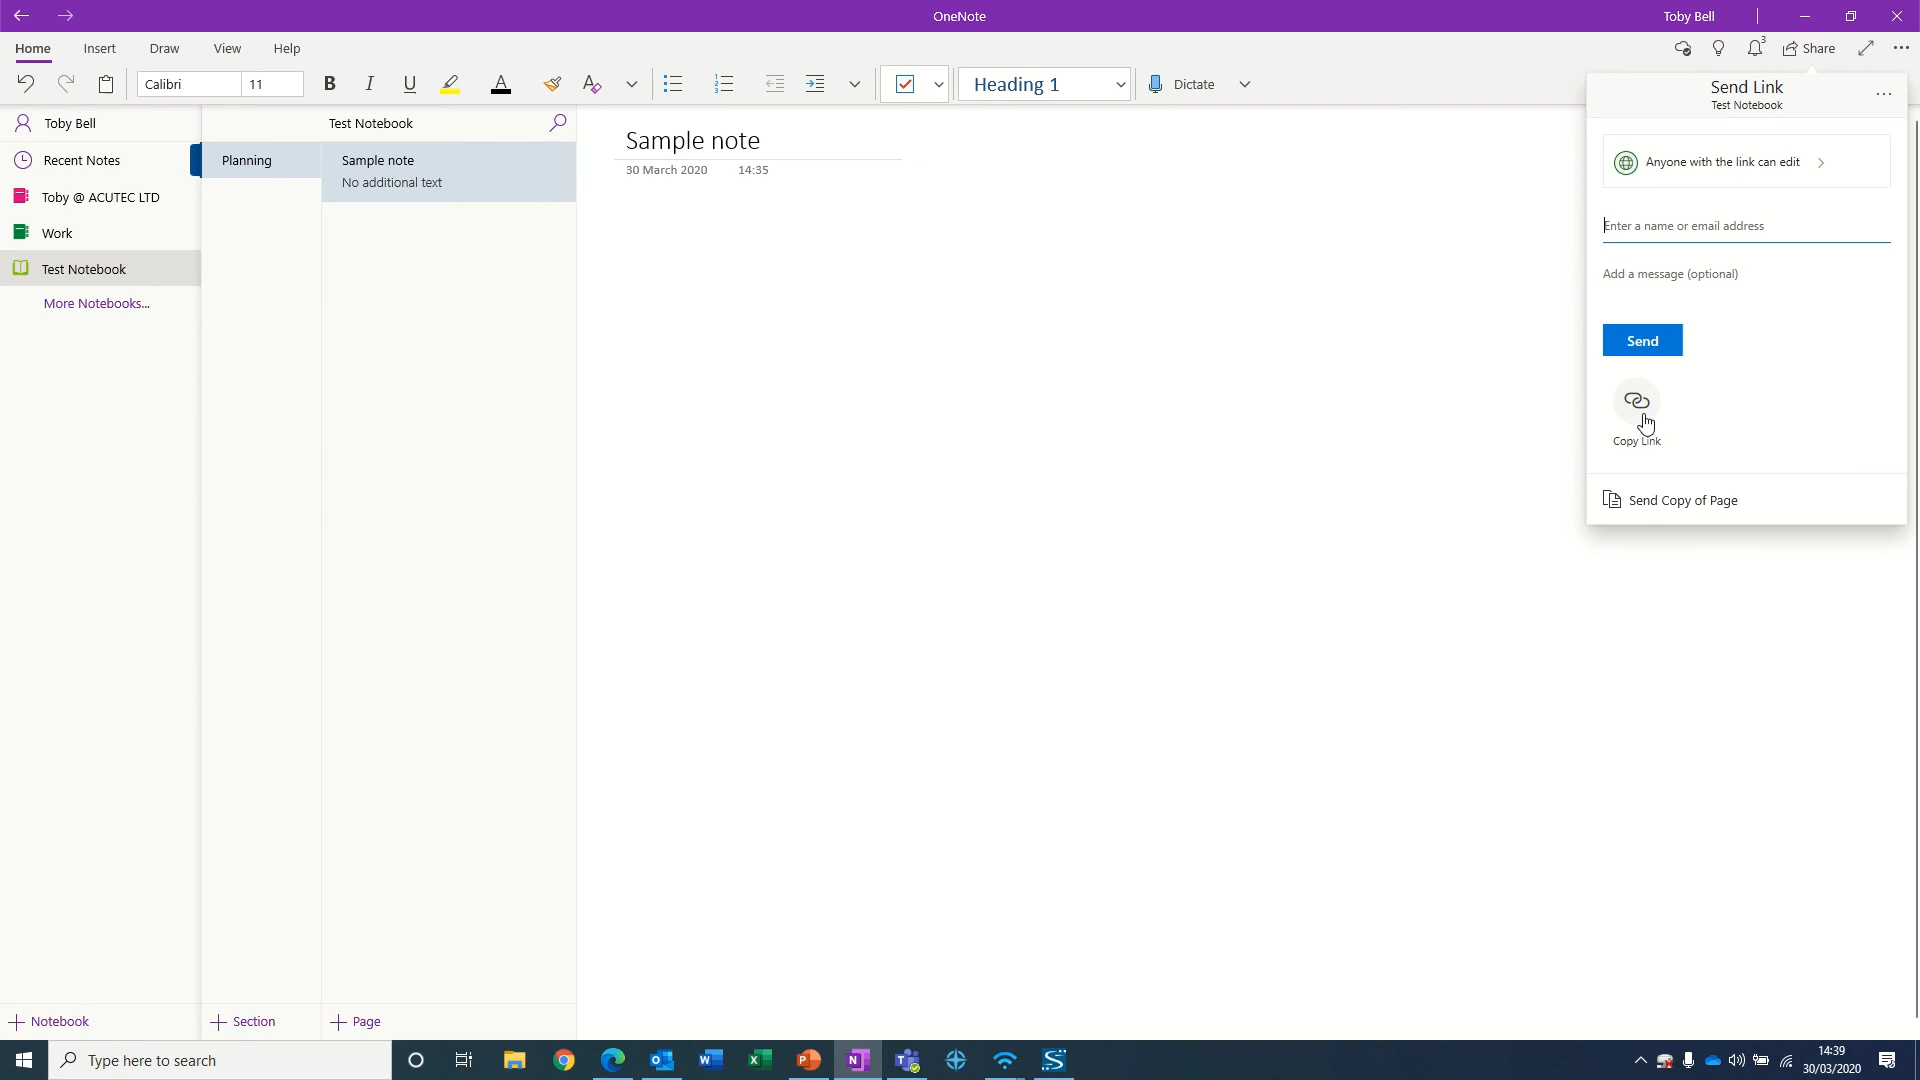 OneNote
Toby Bell
Home Insert Draw View Help
3
Share
Calibri 11 B I U A A Heading 1 Dictate
Toby Bell
Recent Notes
Toby @ ACUTEC LTD
Work
Test Notebook
More Notebooks...
Test Notebook
Planning
Sample note
No additional text
Sample note
30 March 2020 14:35
Send Link
Test Notebook
Anyone with the link can edit
Enter a name or email address
Add a message (optional)
Send
Copy Link
Send Copy of Page
Notebook
Section
Page
Type here to search
14:39
30/03/2020